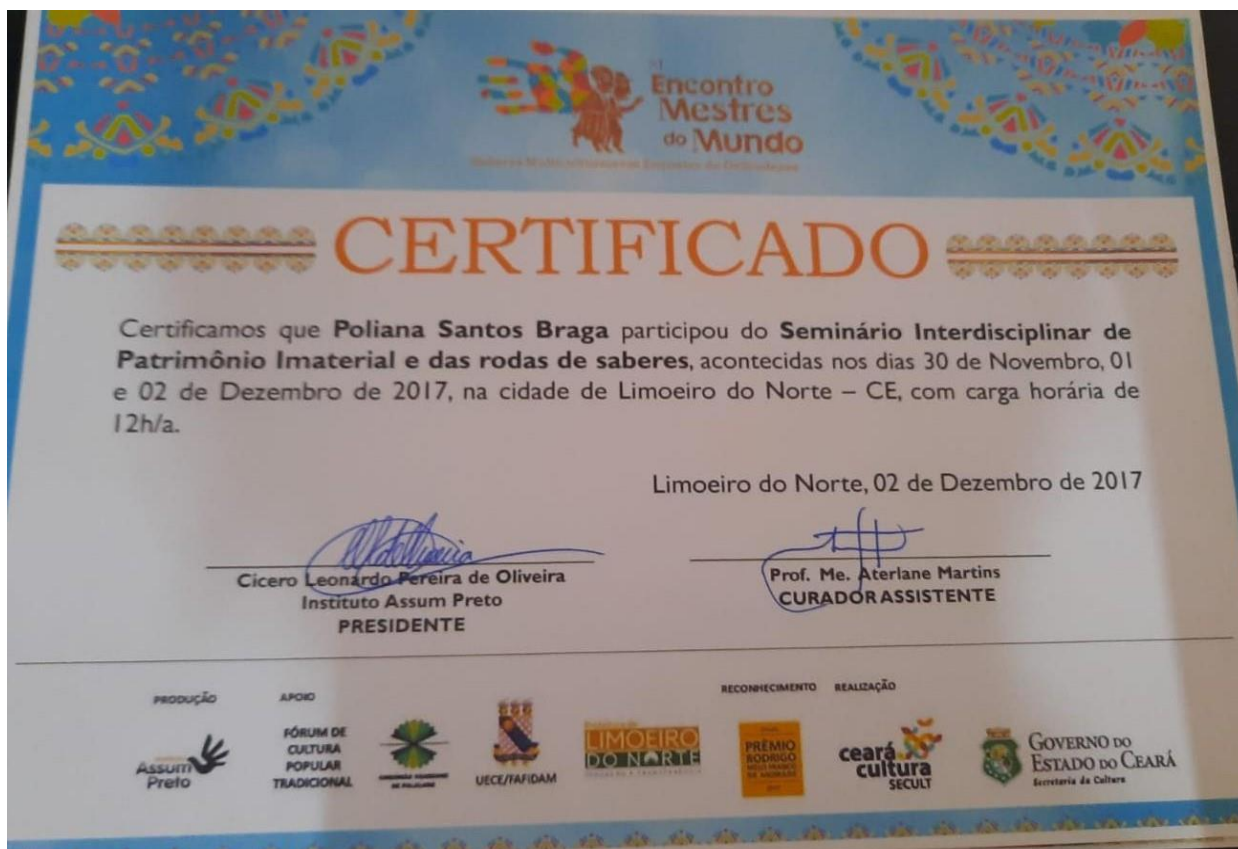 XI
Encontro
Mestres
do Mundo
CERTIFICADO
Certificamos que Poliana Santos Braga participou do Seminário Interdisciplinar de
Patrimônio Imaterial e das rodas de saberes, acontecidas nos dias 30 de Novembro, 01
e 02 de Dezembro de 2017, na cidade de Limoeiro do Norte – CE, com carga horária de
12h/a.
Limoeiro do Norte, 02 de Dezembro de 2017
Cicero Leonardo Pereira de Oliveira
Instituto Assum Preto
PRESIDENTE
Prof. Me. Aterlane Martins
CURADOR ASSISTENTE
PRODUÇÃO
APOIO
RECONHECIMENTO
REALIZAÇÃO
Assum
Preto
FÓRUM DE
CULTURA
POPULAR
TRADICIONAL
UECE/FAFIDAM
LIMOEIRO
DO NORTE
PRÊMIO
RODRIGO
ceará
cultura
SECULT
GOVERNO DO
ESTADO DO CEARÁ
Secretaria da Cultura